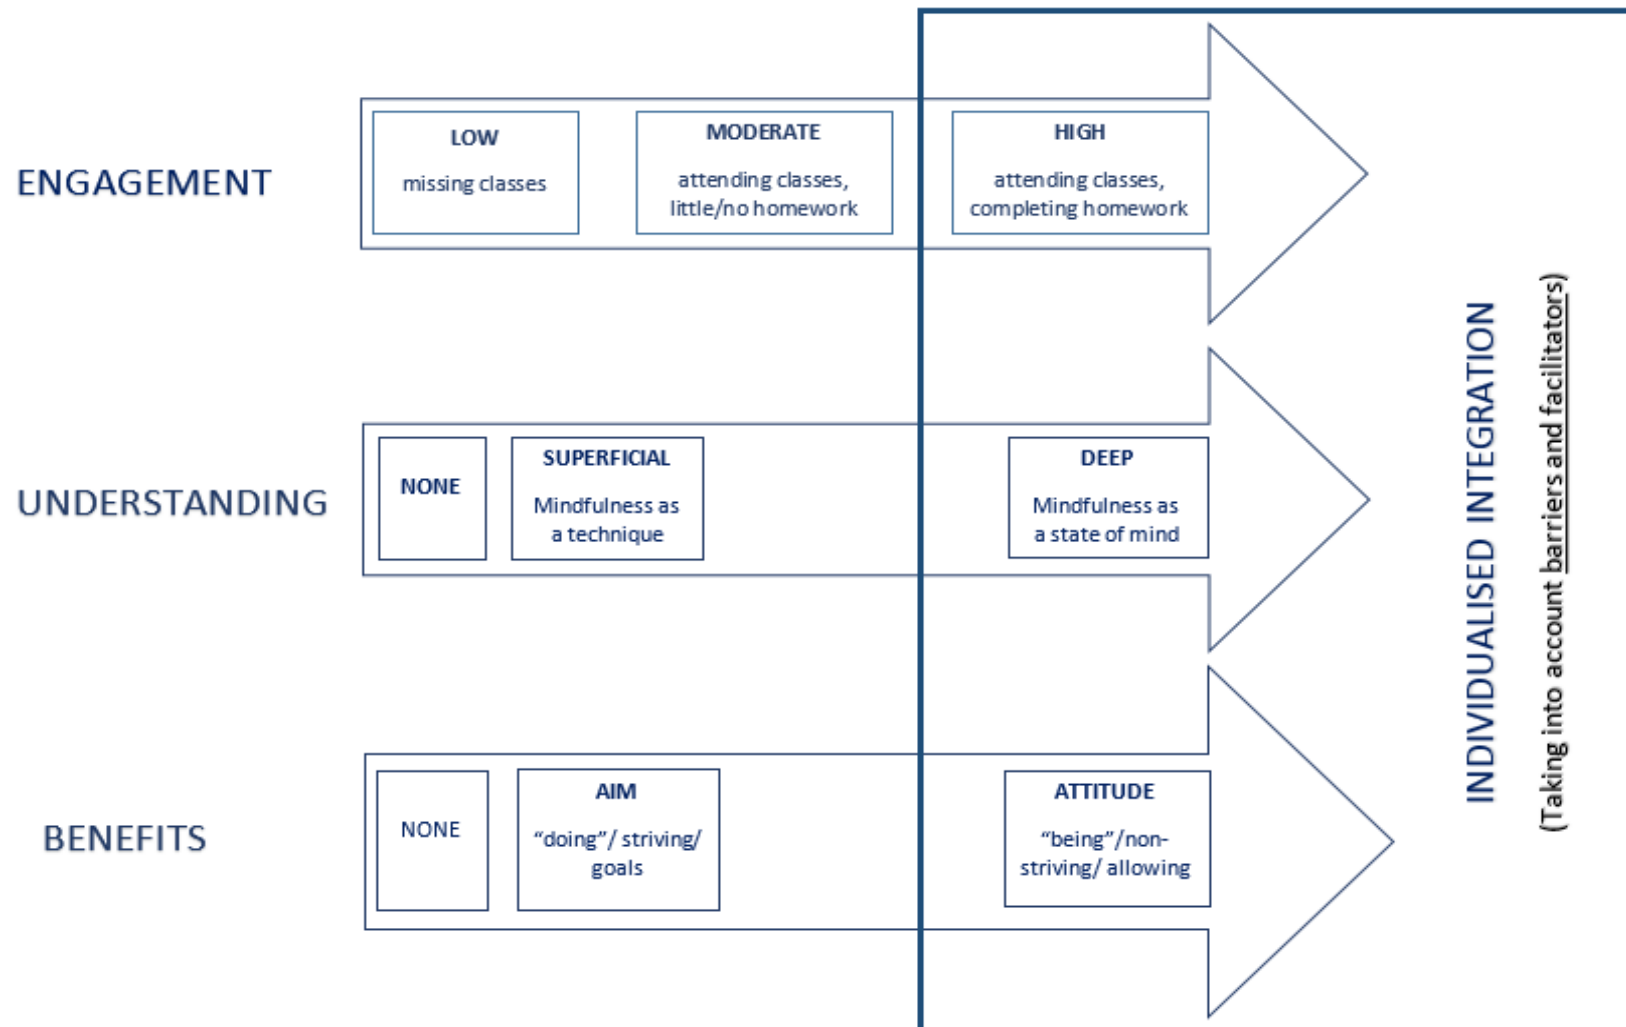 ENGAGEMENT
LOW
missing classes
MODERATE
attending classes,
little/no homework
HIGH
attending classes,
completing homework
UNDERSTANDING
NONE
SUPERFICIAL
Mindfulness as
a technique
DEEP
Mindfulness as
a state of mind
BENEFITS
NONE
AIM
“doing”/ striving/
goals
ATTITUDE
“being”/non-
striving/ allowing
INDIVIDUALISED INTEGRATION
(Taking into account barriers and facilitators)